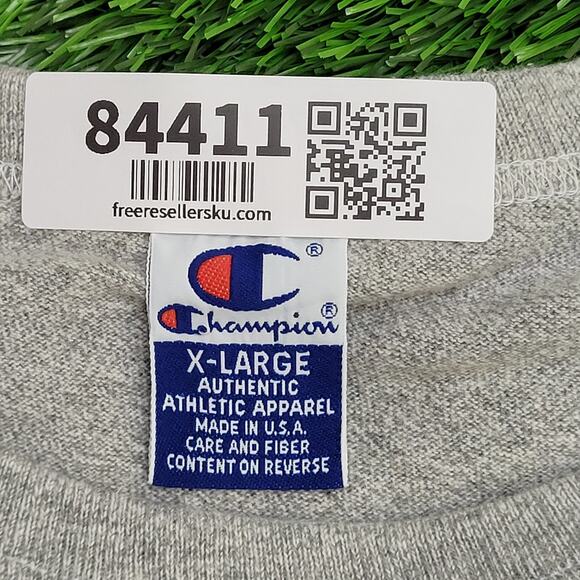 84411
freeresellersku.com
®
Champion®
X-LARGE
AUTHENTIC
ATHLETIC APPAREL
MADE IN U.S.A.
CARE AND FIBER
CONTENT ON REVERSE